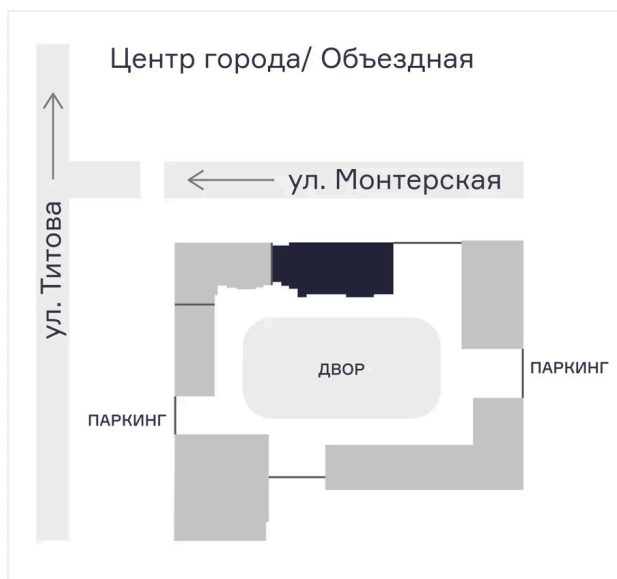 Центр города/ Объездная
ул. Монтерская
ул. Титова
ДВОР
ПАРКИНГ
ПАРКИНГ